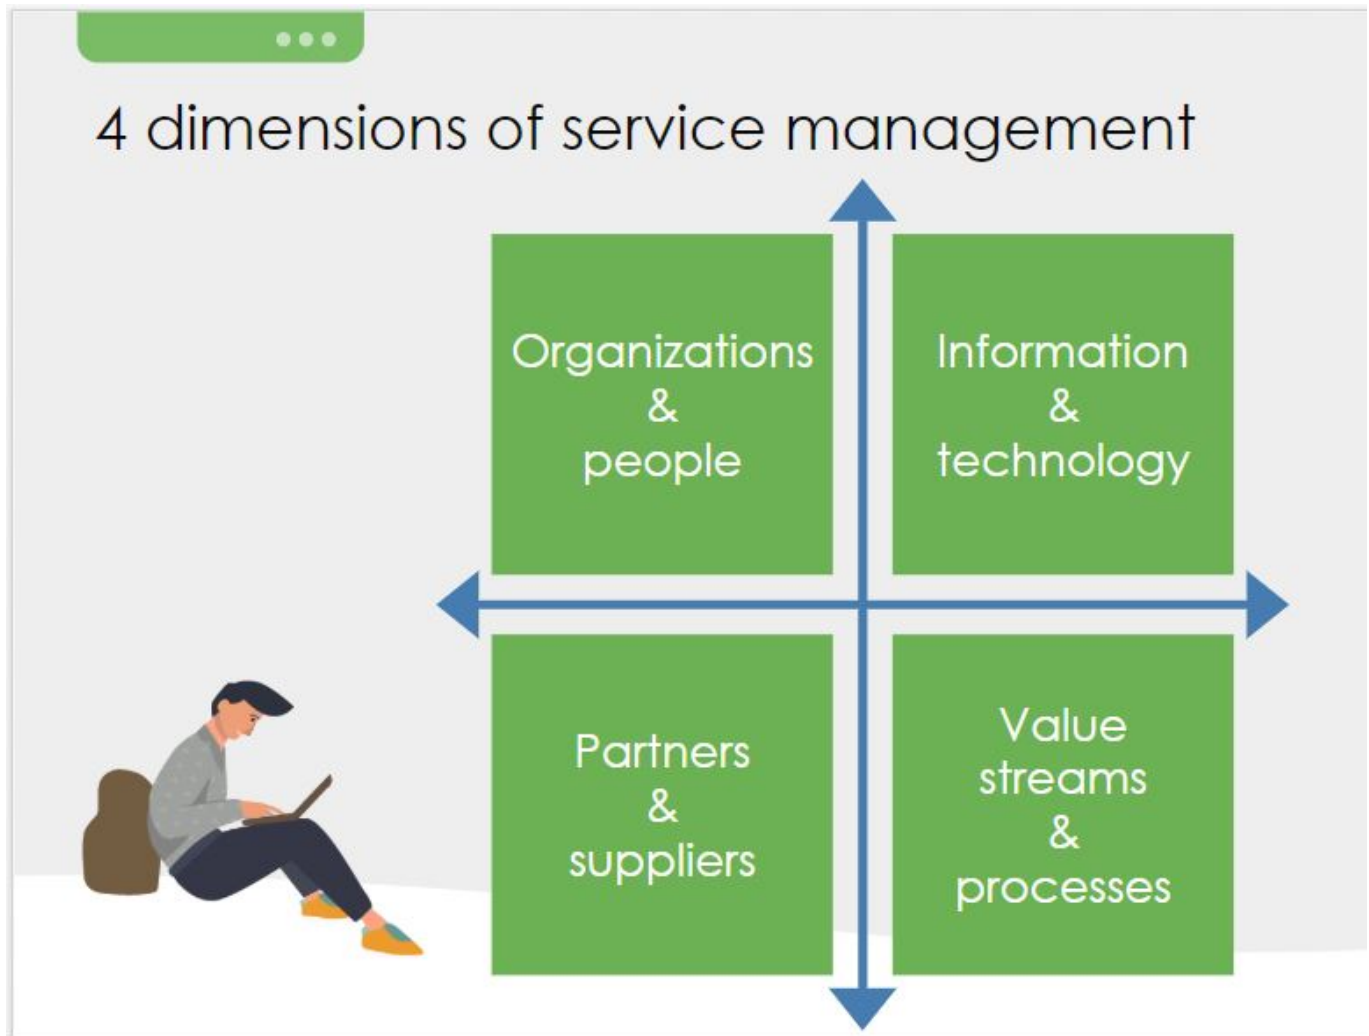 4 dimensions of service management
Organizations
&
people
Information
&
technology
Partners
&
suppliers
Value
streams
&
processes